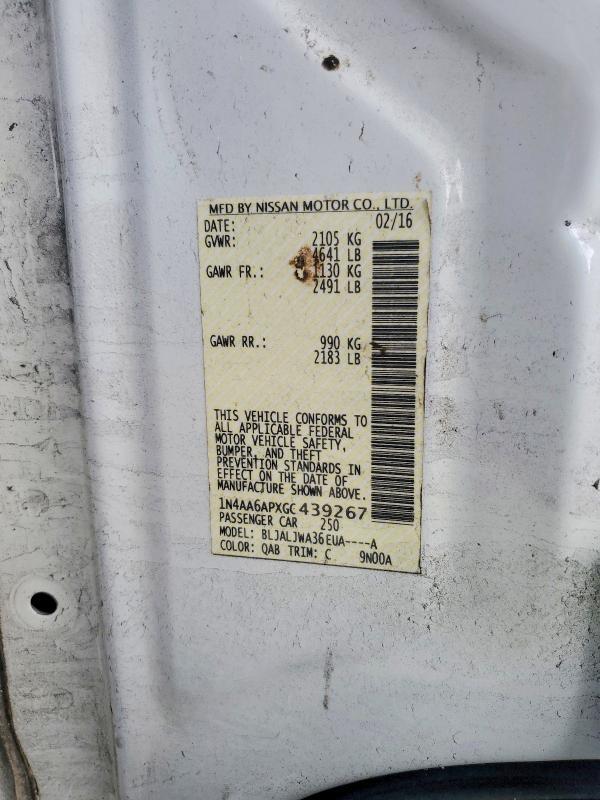 MFD BY NISSAN MOTOR CO., LTD.
DATE: 02/16
GVWR: 2105 KG
4641 LB
GAWR FR.: 1130 KG
2491 LB
GAWR RR.: 990 KG
2183 LB
THIS VEHICLE CONFORMS TO
ALL APPLICABLE FEDERAL
MOTOR VEHICLE SAFETY,
BUMPER, AND THEFT
PREVENTION STANDARDS IN
EFFECT ON THE DATE OF
MANUFACTURE SHOWN ABOVE.
1N4AA6APXGC439267
PASSENGER CAR 250
MODEL: BLJALJWA36EUA----A
COLOR: QAB TRIM: C 9N00A